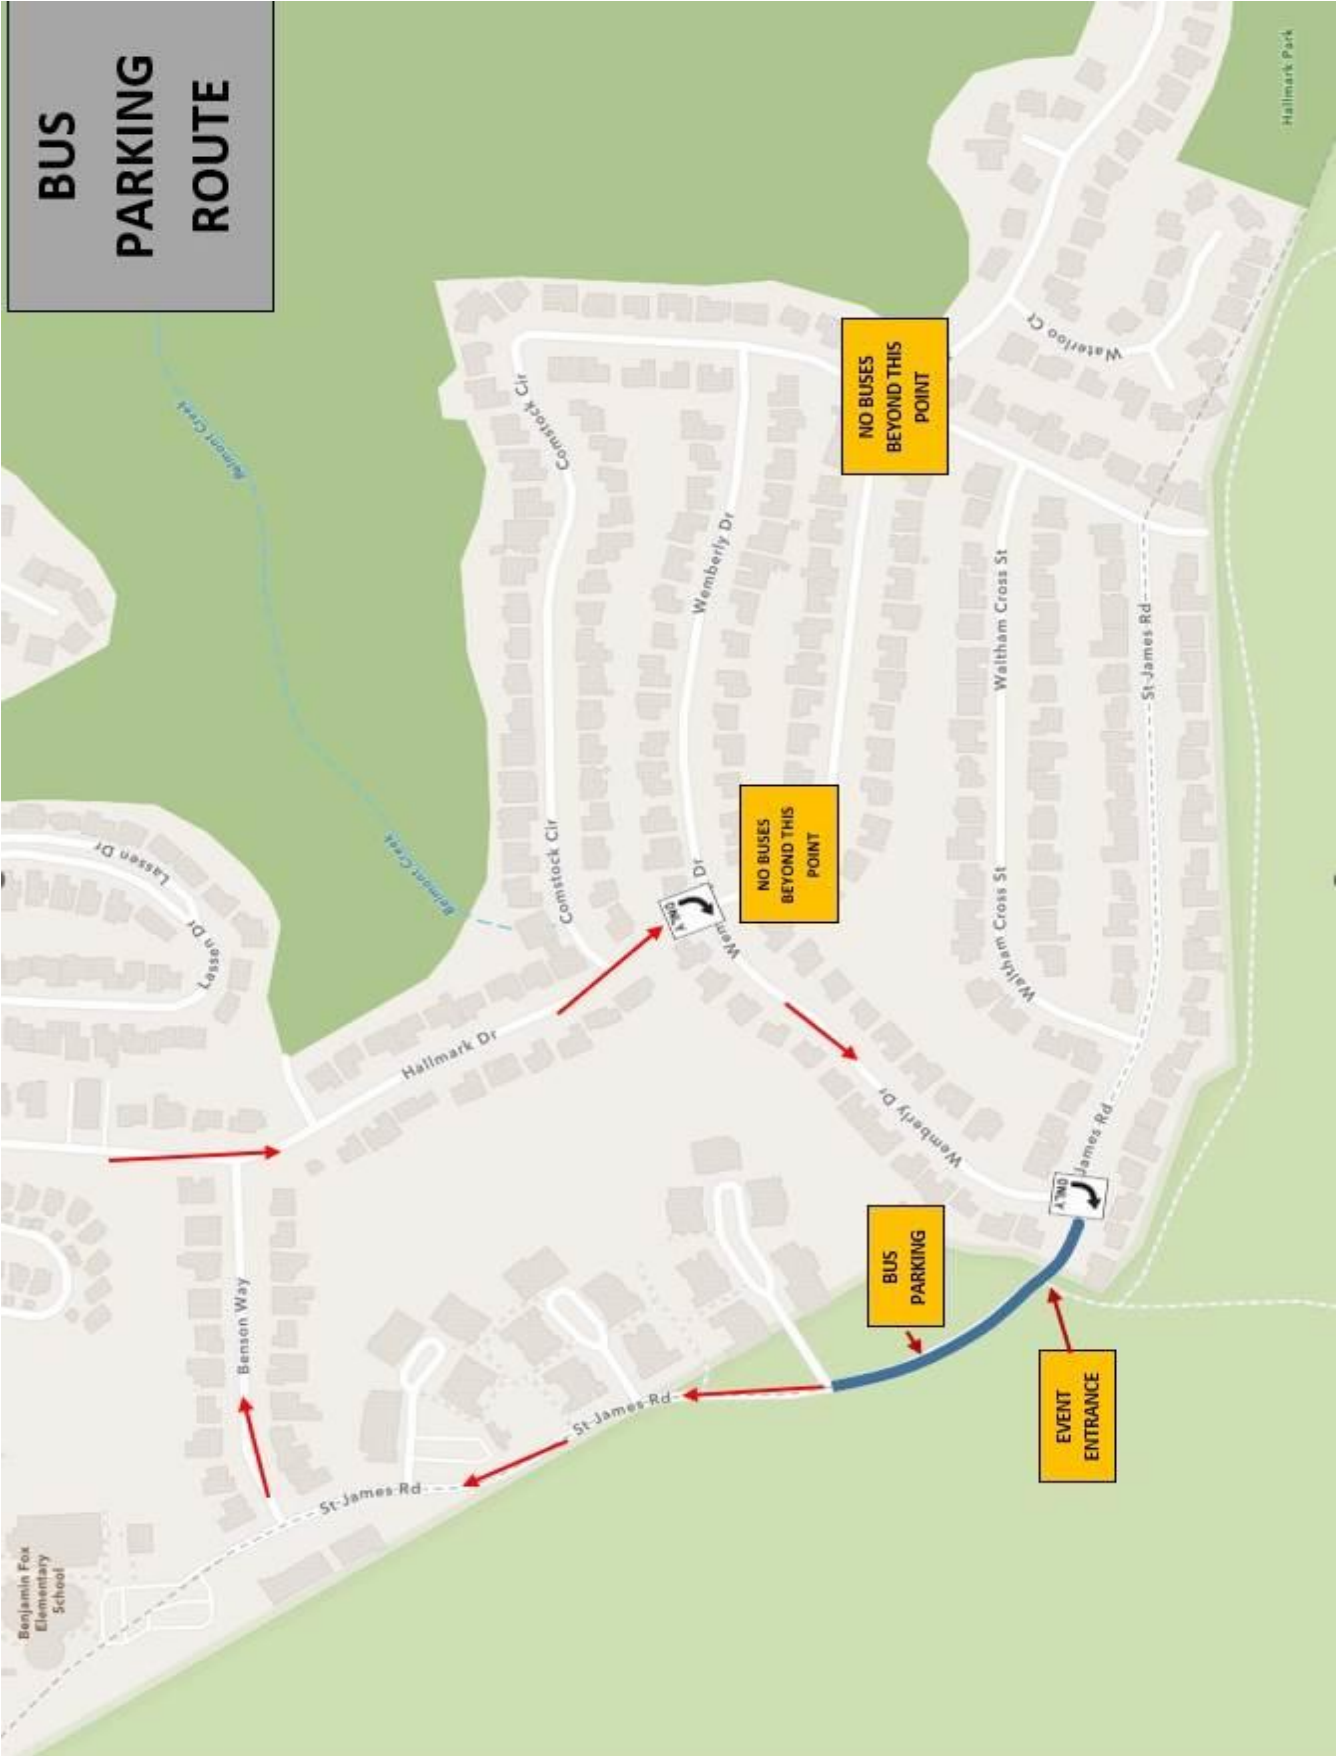 BUS
PARKING
ROUTE
Hallmark Park
Belmont Creek
Belmont Creek
Lassen Dr
Lassen Dr
Comstock Cir
Comstock Cir
Wemberly Dr
Waterloo Ct
NO BUSES
BEYOND THIS
POINT
NO BUSES
BEYOND THIS
POINT
Waltham Cross St
Waltham Cross St
St James Rd
Hallmark Dr
ONLY
Wem
Dr
Wemberly Dr
James Rd
ONLY
BUS
PARKING
EVENT
ENTRANCE
Benson Way
St James Rd
St James Rd
Benjamin Fox
Elementary
School